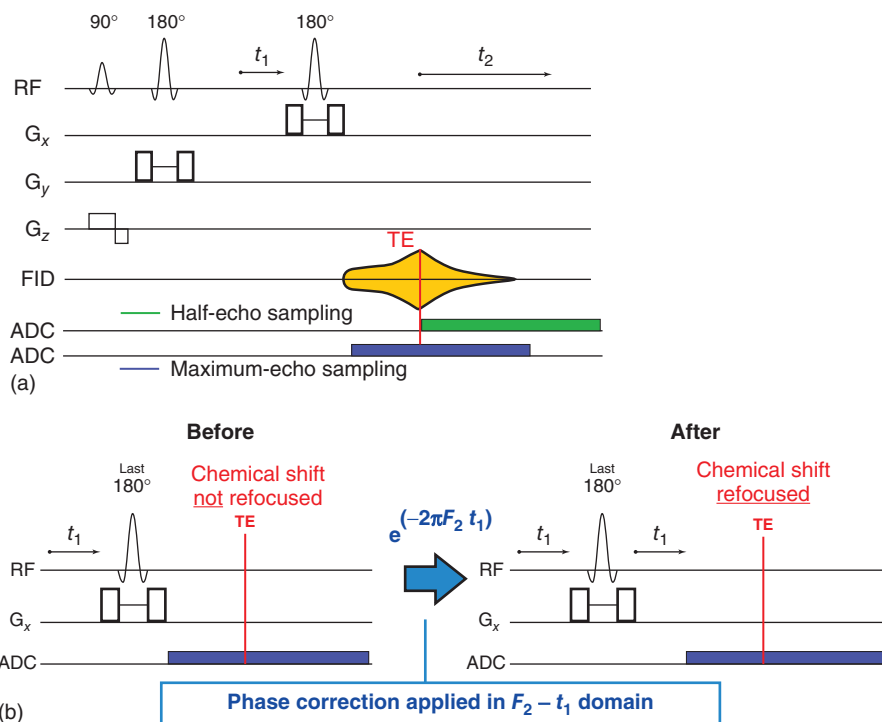 90° 180° 180°
t₁ t₂
RF
Gₓ
Gᵧ
G_z
TE
FID
Half-echo sampling
ADC
ADC
Maximum-echo sampling
(a)
Before After
Last 180° Chemical shift not refocused TE
t₁
RF
Gₓ
ADC
e^(−2πF₂ t₁)
Last 180° Chemical shift refocused TE
t₁ t₁
RF
Gₓ
ADC
Phase correction applied in F₂ – t₁ domain
(b)